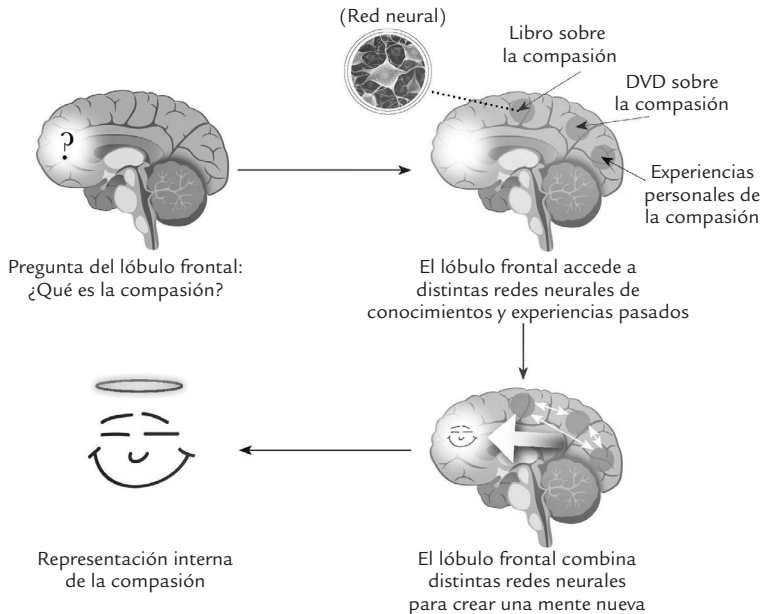 (Red neural)
Libro sobre
la compasión
DVD sobre
la compasión
?
Experiencias
personales de
la compasión
Pregunta del lóbulo frontal:
¿Qué es la compasión?
El lóbulo frontal accede a
distintas redes neurales de
conocimientos y experiencias pasados
Representación interna
de la compasión
El lóbulo frontal combina
distintas redes neurales
para crear una mente nueva